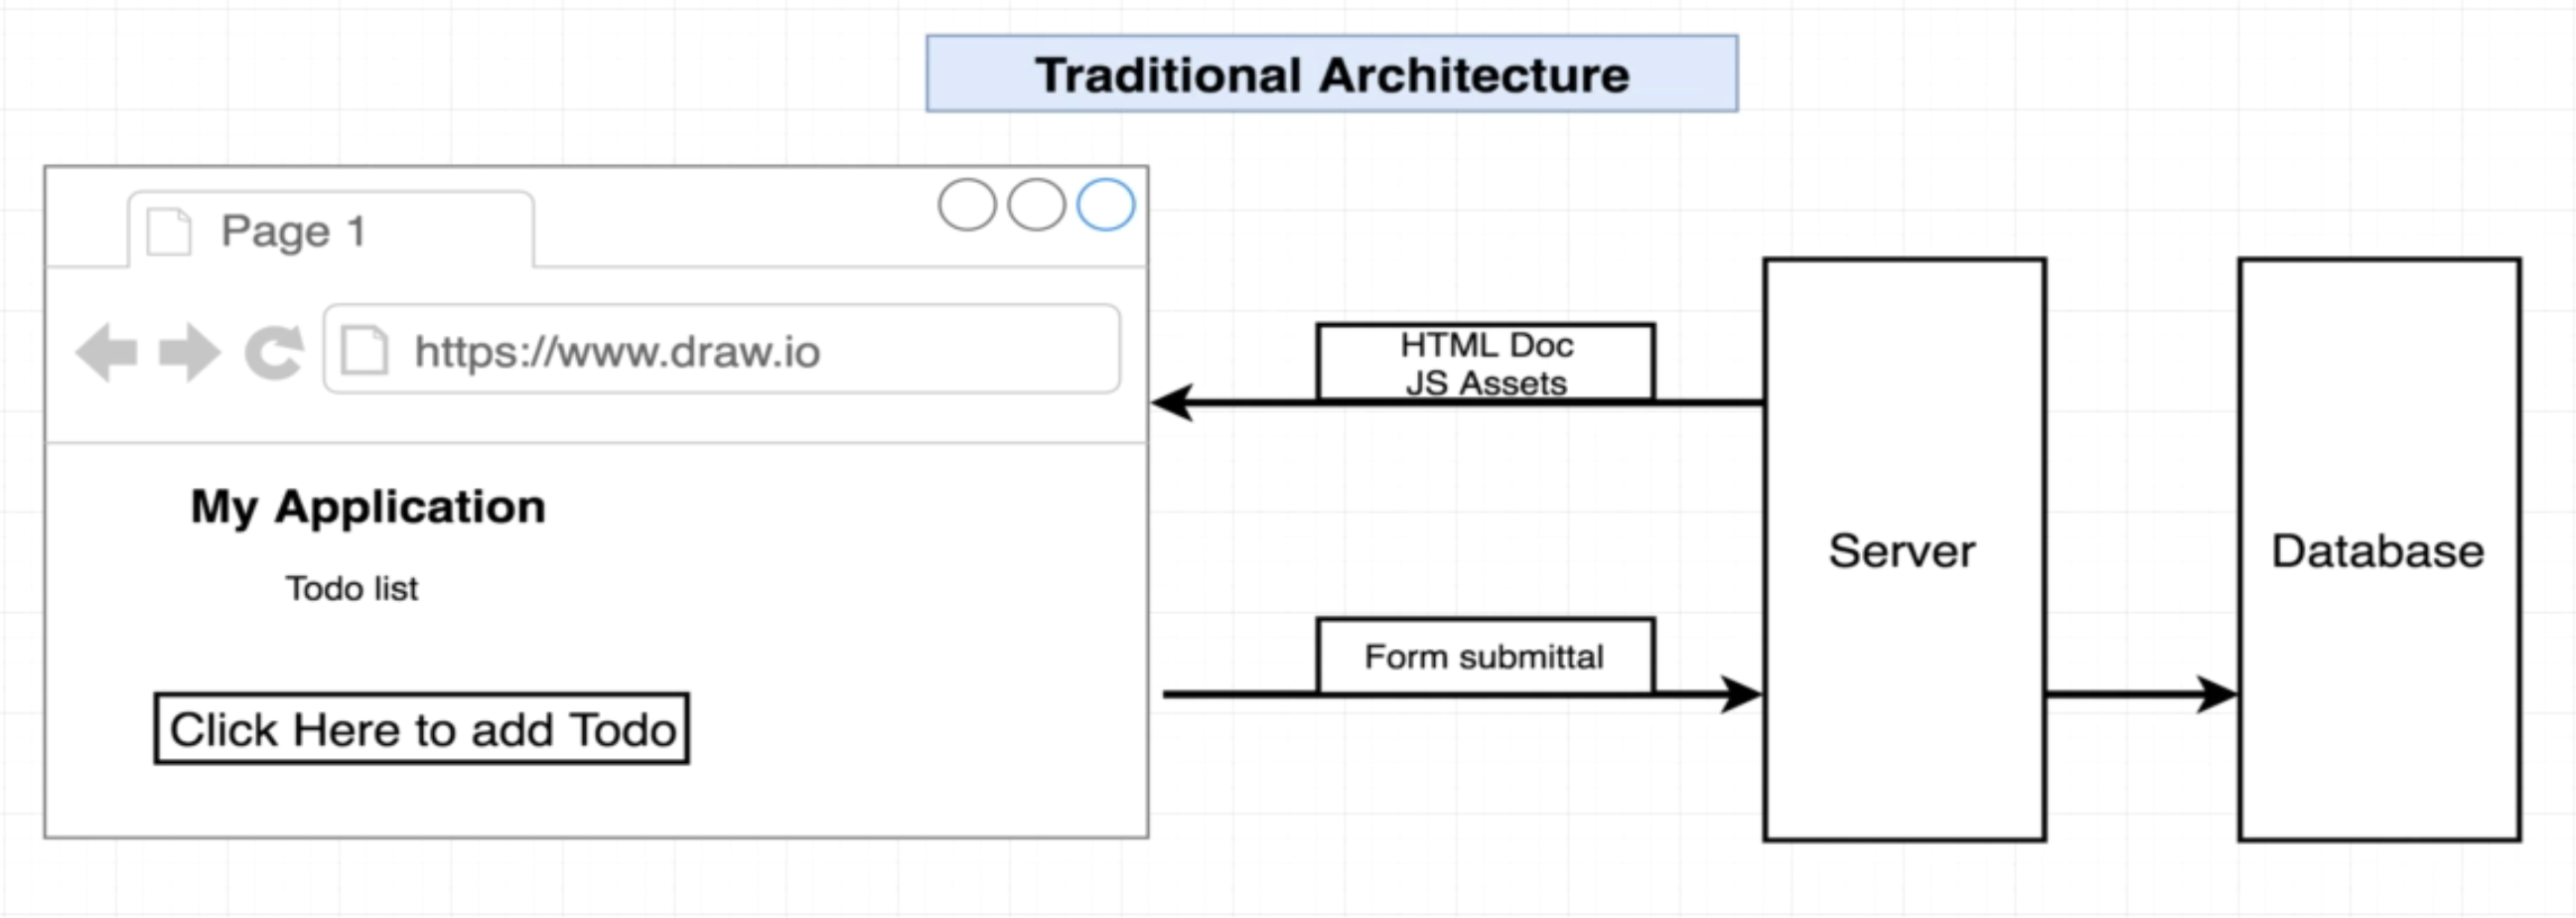 Traditional Architecture
Page 1
https://www.draw.io
My Application
Todo list
Click Here to add Todo
HTML Doc
JS Assets
Form submittal
Server
Database